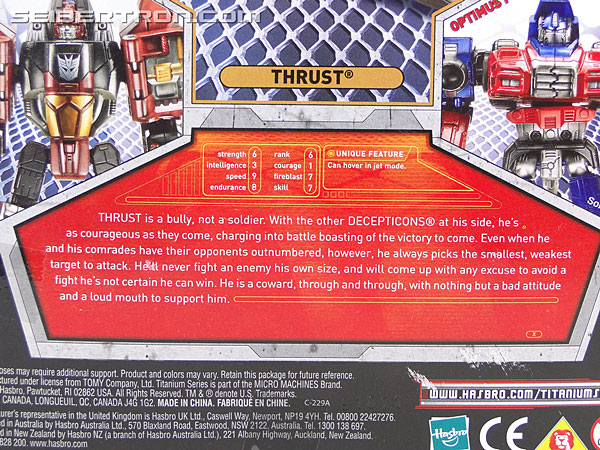 SEIBERTRON.COM
OPTIMUS
THRUST®
strength 6
intelligence 3
speed 9
endurance 8
rank 6
courage 1
fireblast 7
skill 7
UNIQUE FEATURE
Can hover in jet mode.
THRUST is a bully, not a soldier. With the other DECEPTICONS® at his side, he's
as courageous as they come, charging into battle boasting of the victory to come. Even when he
and his comrades have their opponents outnumbered, however, he always picks the smallest, weakest
target to attack. He'll never fight an enemy his own size, and will come up with any excuse to avoid a
fight he's not certain he can win. He is a coward, through and through, with nothing but a bad attitude
and a loud mouth to support him.
X
poses may require additional support. Product and colors may vary. Retain this package for future reference.
under license from TOMY Company, Ltd. Titanium Series is part of the MICRO MACHINES Brand.
Hasbro, Pawtucket, RI 02862 USA. All Rights Reserved. TM & ® denote U.S. Trademarks.
CANADA, LONGUEUIL, QC, CANADA J4G 1G2. MADE IN CHINA. FABRIQUÉ EN CHINE. C-229A
representative in the United Kingdom is Hasbro UK Ltd., Caswell Way, Newport, NP19 4YH. Tel. 00800 22427276.
in Australia by Hasbro Australia Ltd., 570 Blaxland Road, Eastwood, NSW 2122, Australia. Tel. 1300 138 697.
in New Zealand by Hasbro NZ (a branch of Hasbro Australia Ltd.), 221 Albany Highway, Auckland, New Zealand.
828 200. www.hasbro.com
WWW.HASBRO.COM/TITANIUMS
Hasbro
CE